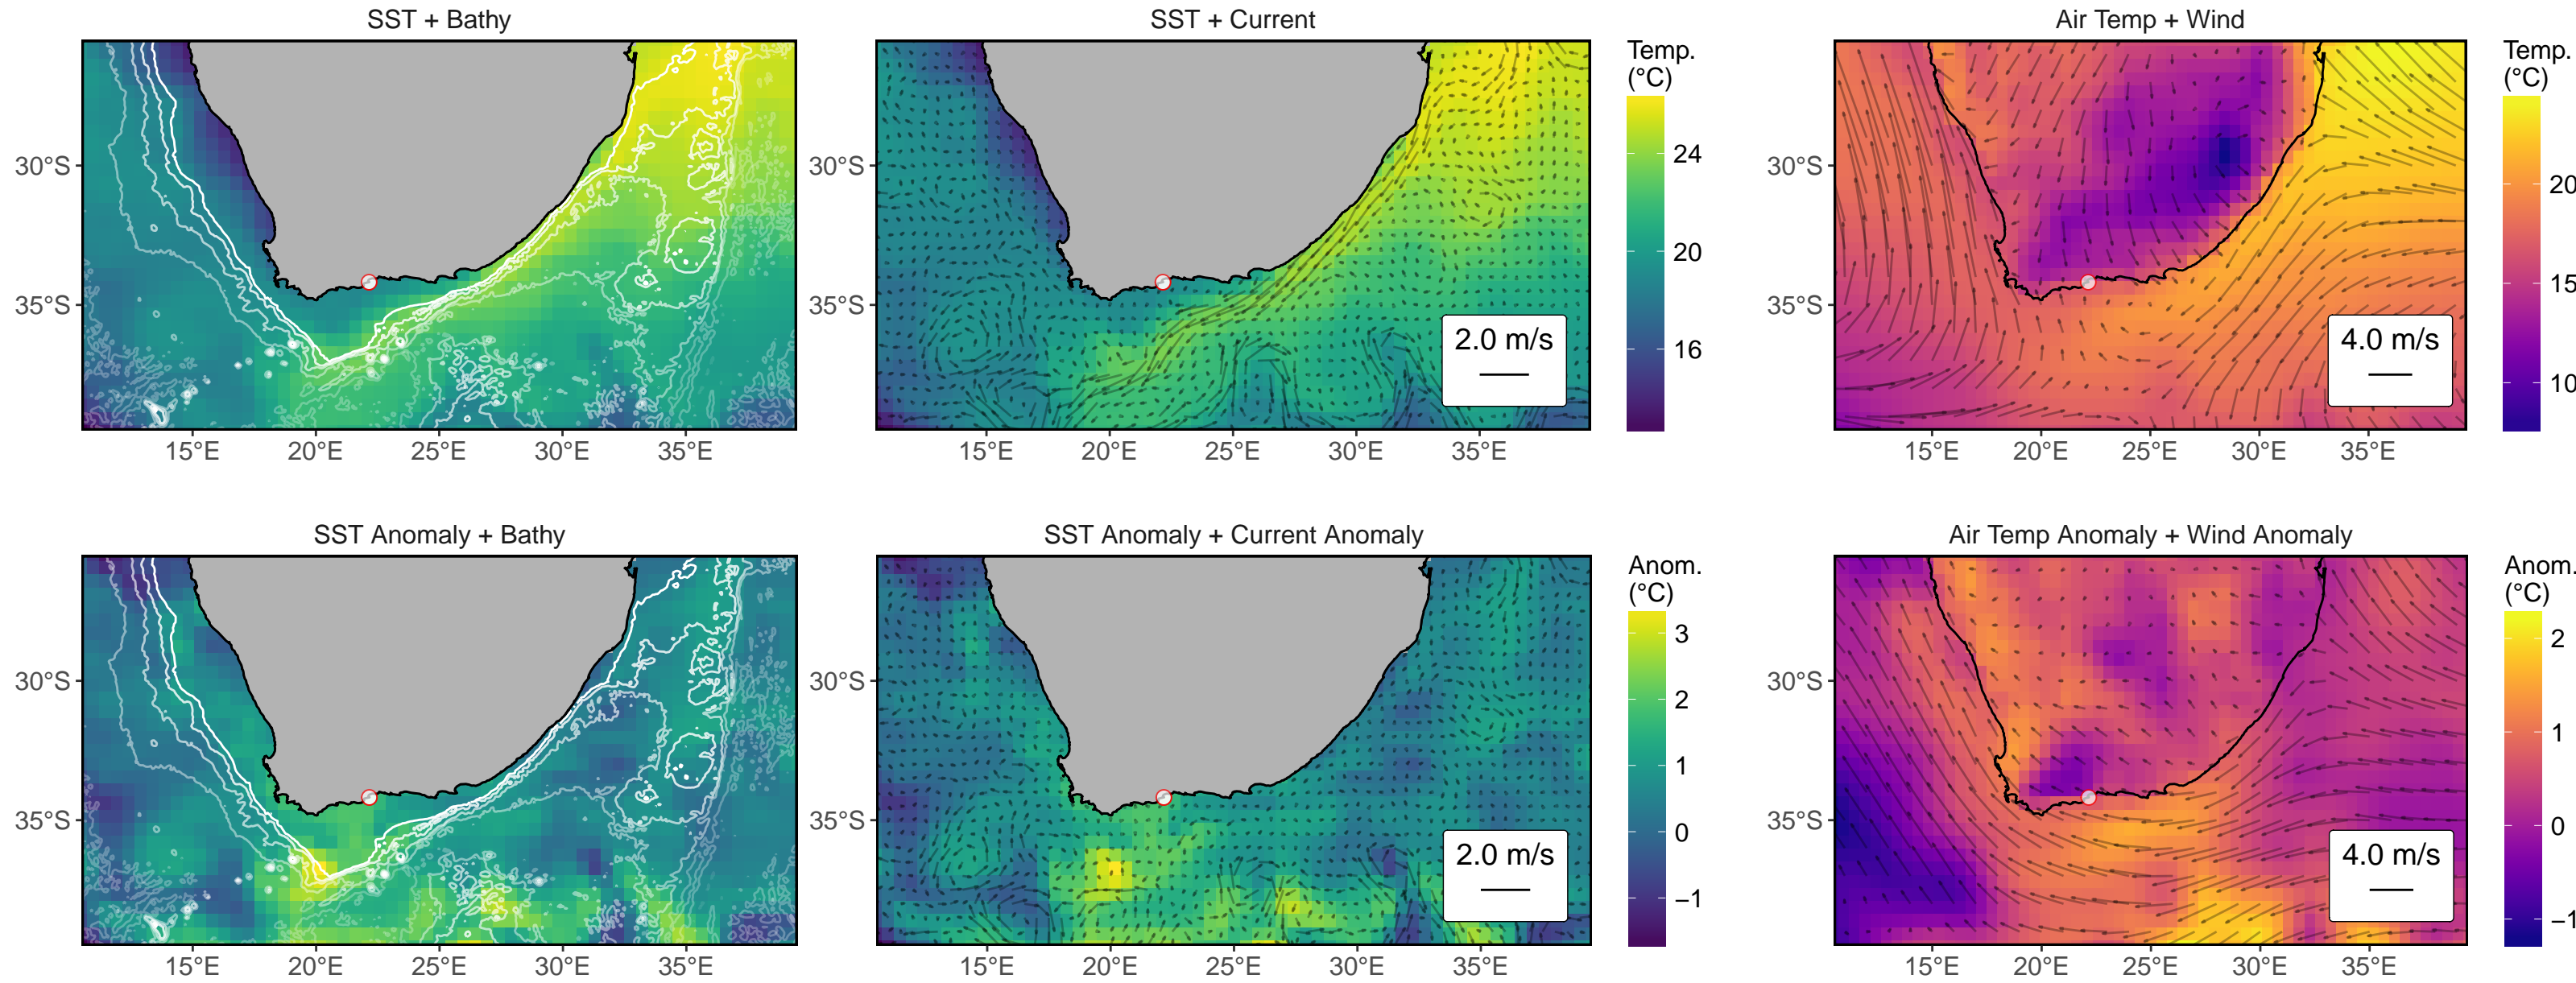 SST + Bathy
SST + Current
Air Temp + Wind
30°S
35°S
15°E 20°E 25°E 30°E 35°E
30°S
35°S
15°E 20°E 25°E 30°E 35°E
2.0 m/s
Temp.
(°C)
24
20
16
30°S
35°S
15°E 20°E 25°E 30°E 35°E
4.0 m/s
Temp.
(°C)
20
15
10
SST Anomaly + Bathy
SST Anomaly + Current Anomaly
Air Temp Anomaly + Wind Anomaly
30°S
35°S
15°E 20°E 25°E 30°E 35°E
30°S
35°S
15°E 20°E 25°E 30°E 35°E
2.0 m/s
Anom.
(°C)
3
2
1
0
−1
30°S
35°S
15°E 20°E 25°E 30°E 35°E
4.0 m/s
Anom.
(°C)
2
1
0
−1